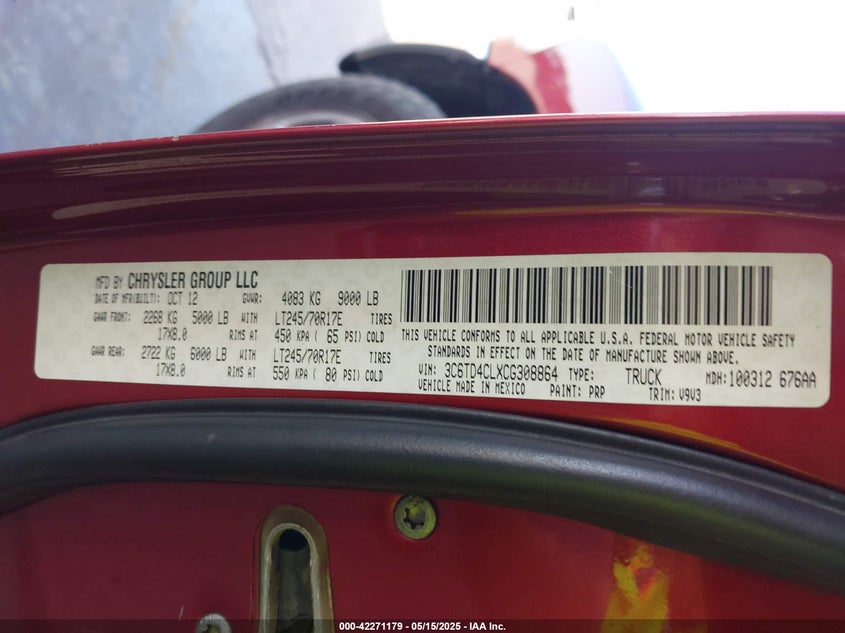 MFD BY CHRYSLER GROUP LLC
DATE OF MFR(BUILT): OCT 12 GVWR: 4083 KG 9000 LB
GAWR FRONT: 2268 KG 5000 LB WITH LT245/70R17E TIRES
17X8.0 RIMS AT 450 KPA ( 65 PSI) COLD
GAWR REAR: 2722 KG 6000 LB WITH LT245/70R17E TIRES
17X8.0 RIMS AT 550 KPA ( 80 PSI) COLD
THIS VEHICLE CONFORMS TO ALL APPLICABLE U.S.A. FEDERAL MOTOR VEHICLE SAFETY
STANDARDS IN EFFECT ON THE DATE OF MANUFACTURE SHOWN ABOVE.
VIN: 3C6TD4CLXCG308864 TYPE: TRUCK MDH: 100312 676AA
VEHICLE MADE IN MEXICO PAINT: PRP TRIM: V9V3
000-42271179 - 05/15/2025 - IAA Inc.